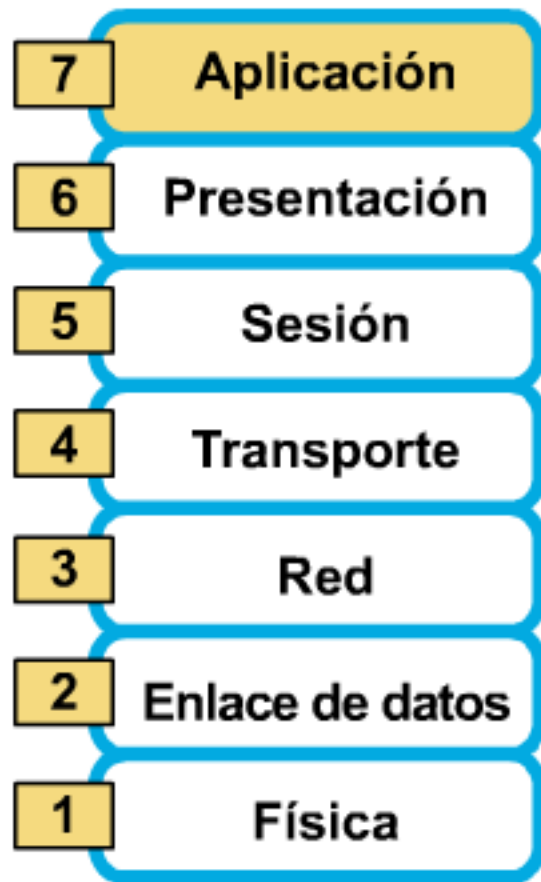 7 Aplicación
6 Presentación
5 Sesión
4 Transporte
3 Red
2 Enlace de datos
1 Física